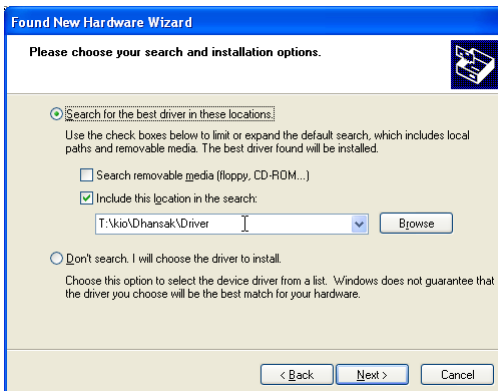 Found New Hardware Wizard
Please choose your search and installation options.
Search for the best driver in these locations.
Use the check boxes below to limit or expand the default search, which includes local
paths and removable media. The best driver found will be installed.
Search removable media (floppy, CD-ROM...)
Include this location in the search:
T:\kio\Dhansak\Driver
Browse
Don't search. I will choose the driver to install.
Choose this option to select the device driver from a list. Windows does not guarantee that
the driver you choose will be the best match for your hardware.
< Back Next > Cancel